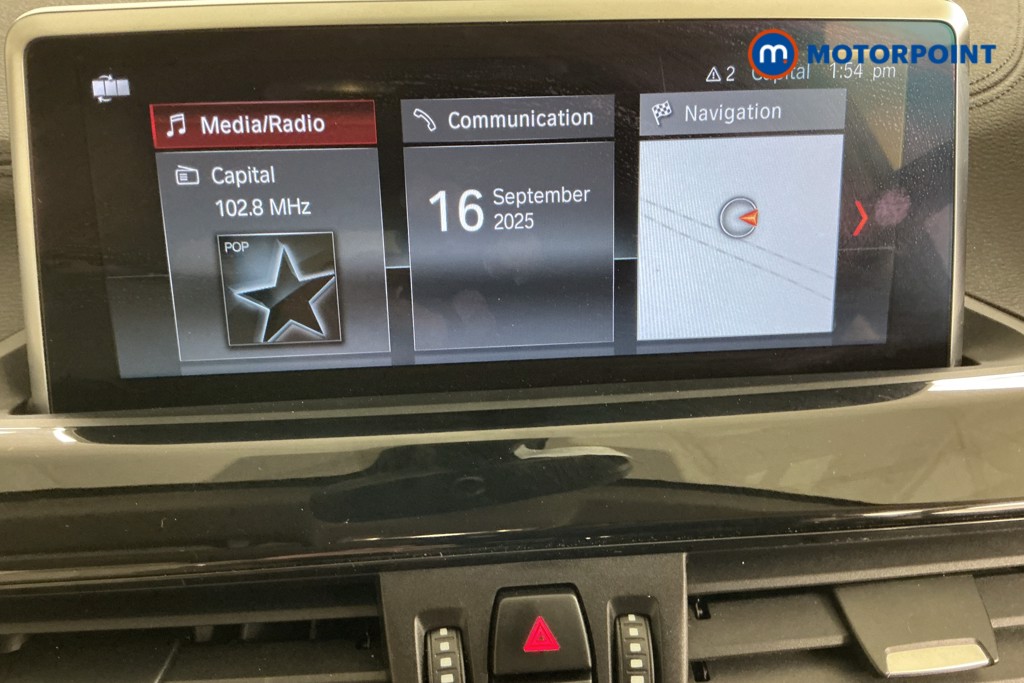 m MOTORPOINT
2 Capital 1:54 pm
Media/Radio
Capital
102.8 MHz
POP
Communication
16 September
2025
Navigation